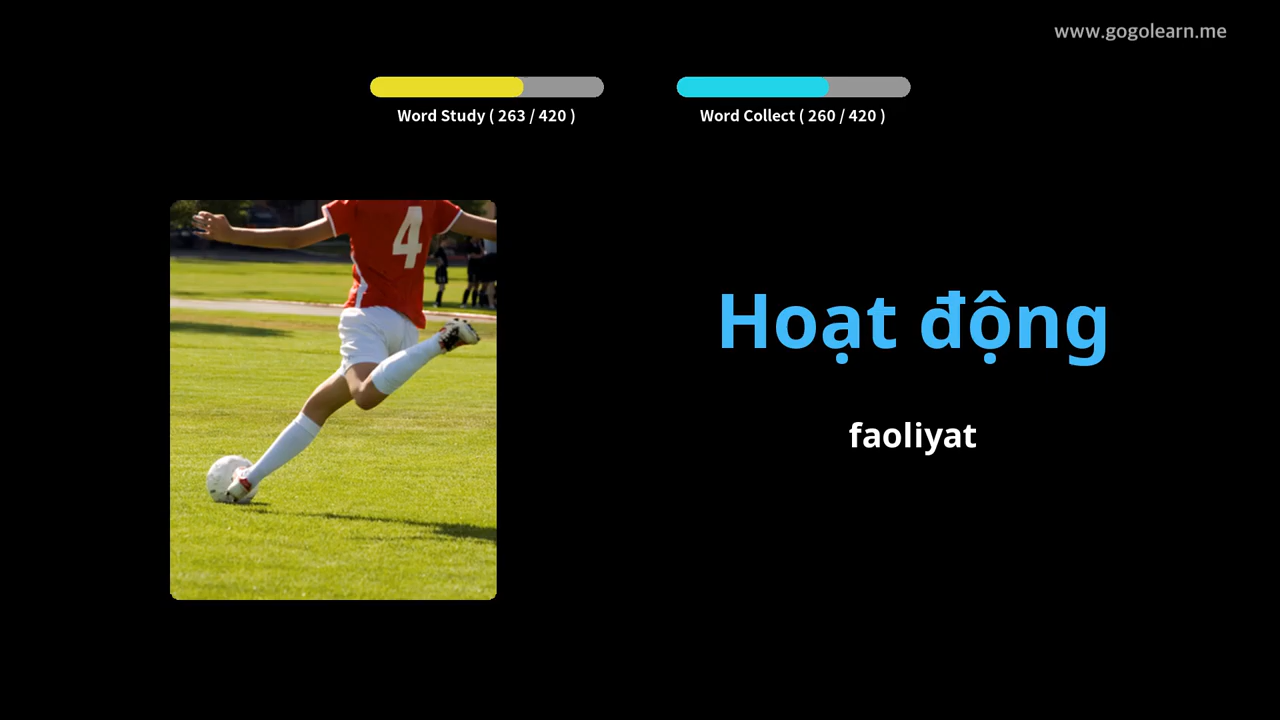 www.gogolearn.me
Word Study ( 263 / 420 )
Word Collect ( 260 / 420 )
4
Hoạt động
faoliyat